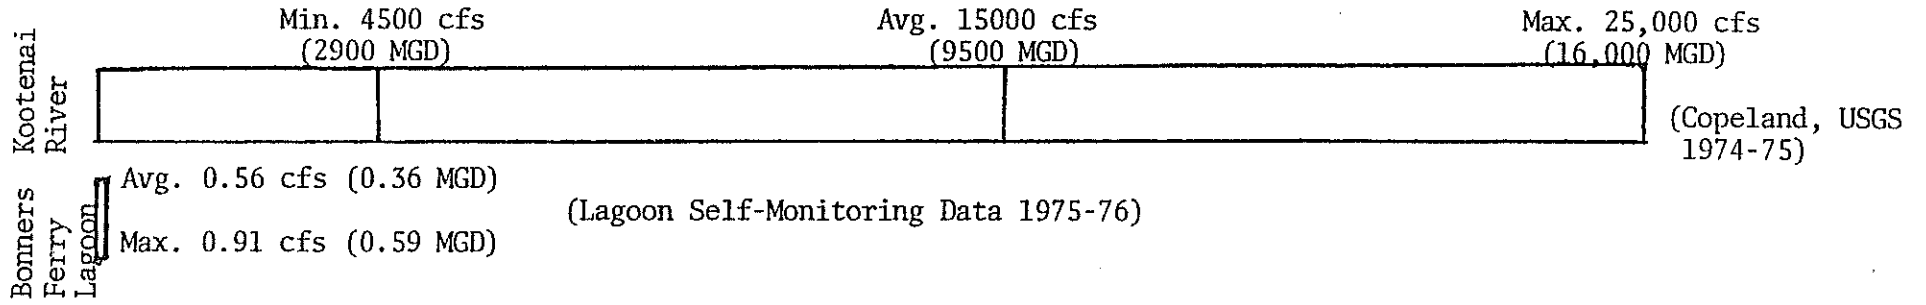 Kootenai
River
Min. 4500 cfs
(2900 MGD)
Avg. 15000 cfs
(9500 MGD)
Max. 25,000 cfs
(16,000 MGD)
(Copeland, USGS
1974-75)
Bonners
Ferry
Lagoon
Avg. 0.56 cfs (0.36 MGD)
Max. 0.91 cfs (0.59 MGD)
(Lagoon Self-Monitoring Data 1975-76)